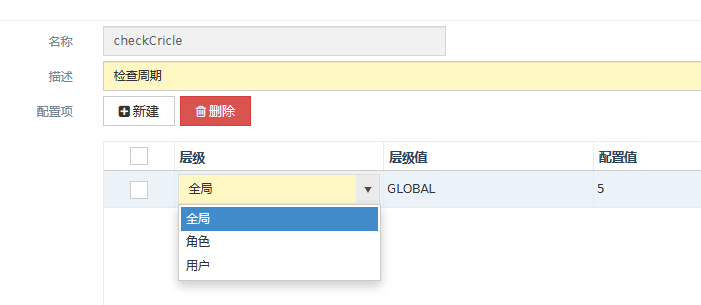 名称 checkCricle
描述 检查周期
配置项 新建 删除
层级 层级值 配置值
全局 GLOBAL 5
全局
角色
用户